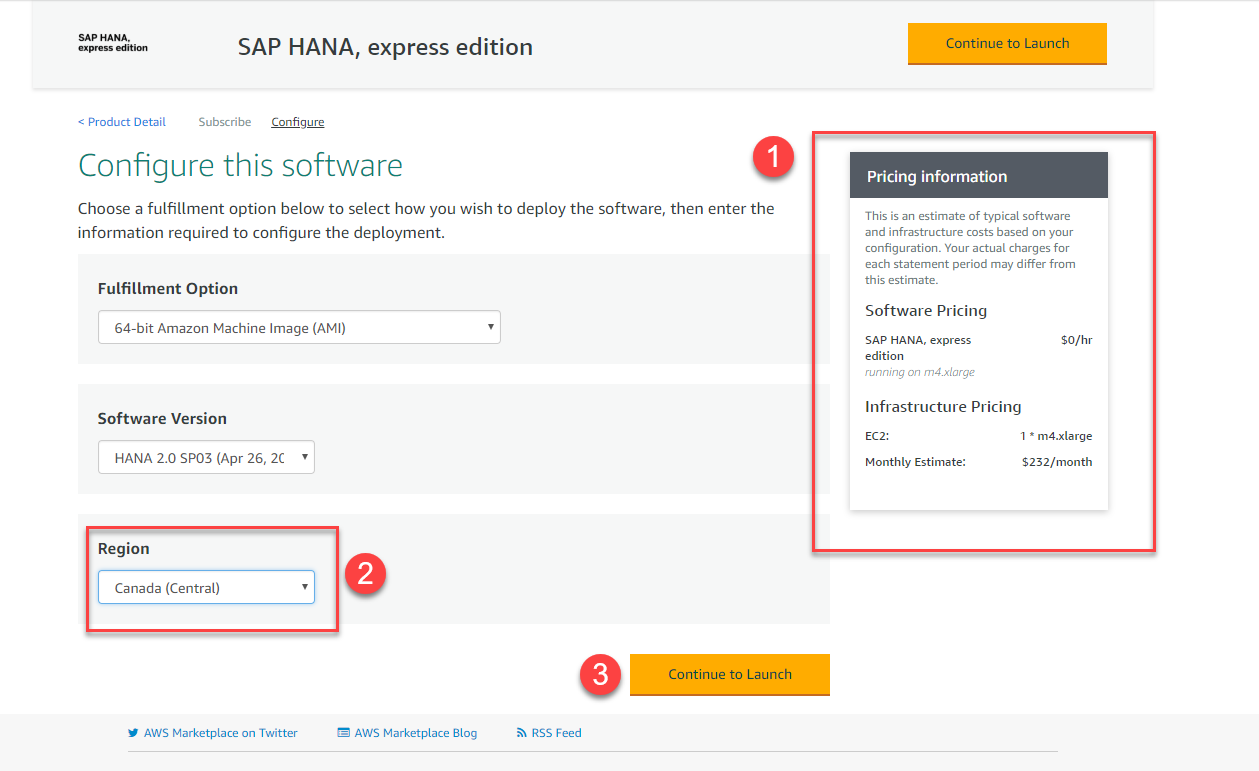 SAP HANA,
express edition
SAP HANA, express edition
Continue to Launch
< Product Detail
Subscribe
Configure
Configure this software
Choose a fulfillment option below to select how you wish to deploy the software, then enter the
information required to configure the deployment.
Fulfillment Option
64-bit Amazon Machine Image (AMI)
Software Version
HANA 2.0 SP03 (Apr 26, 20
Region
Canada (Central)
2
3
Continue to Launch
1
Pricing information
This is an estimate of typical software
and infrastructure costs based on your
configuration. Your actual charges for
each statement period may differ from
this estimate.
Software Pricing
SAP HANA, express $0/hr
edition
running on m4.xlarge
Infrastructure Pricing
EC2: 1 * m4.xlarge
Monthly Estimate: $232/month
AWS Marketplace on Twitter
AWS Marketplace Blog
RSS Feed